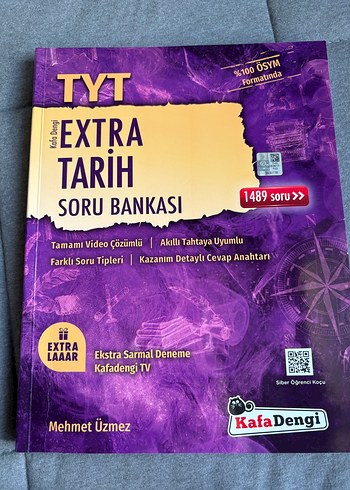 %100 ÖSYM
Formatında
TYT
Kafa Dengi
EXTRA
TARİH
SORU BANKASI
1489 soru >>
Tamamı Video Çözümlü | Akıllı Tahtaya Uyumlu
Farklı Soru Tipleri | Kazanım Detaylı Cevap Anahtarı
EXTRA
LAAAR
Ekstra Sarmal Deneme
Kafadengi TV
Siber Öğrenci Koçu
Mehmet Üzmez
KafaDengi